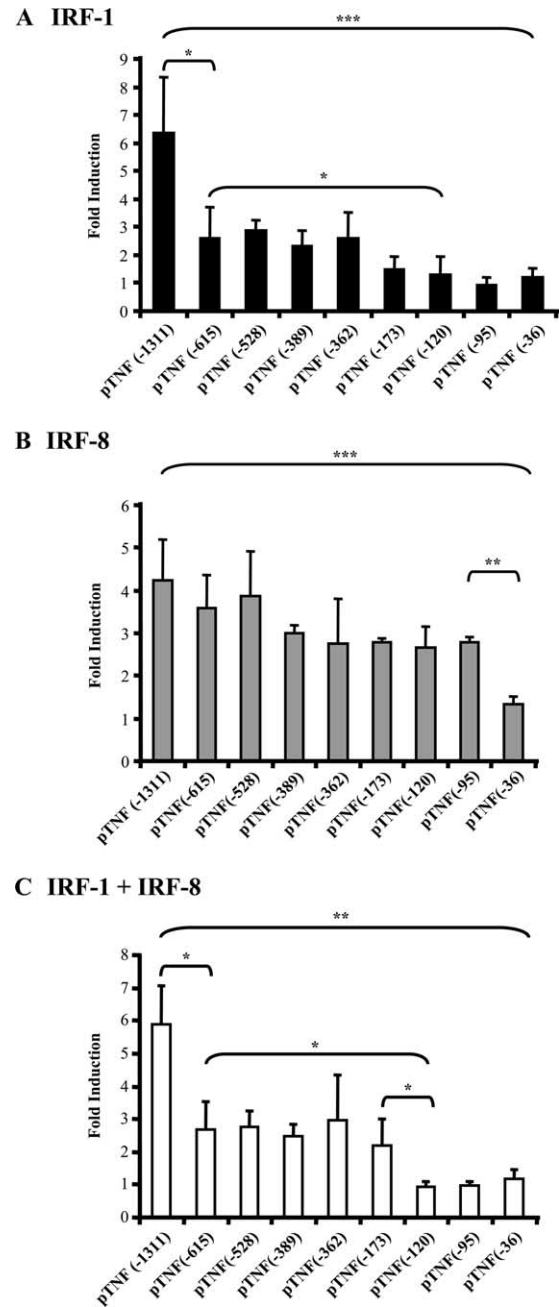 A IRF-1
***
*
*
Fold Induction
9
8
7
6
5
4
3
2
1
0
pTNF (-1311)
pTNF (-615)
pTNF (-528)
pTNF (-389)
pTNF (-362)
pTNF (-173)
pTNF (-120)
pTNF (-95)
pTNF (-36)
B IRF-8
***
**
Fold Induction
6
5
4
3
2
1
0
pTNF (-1311)
pTNF(-615)
pTNF(-528)
pTNF(-389)
pTNF(-362)
pTNF(-173)
pTNF(-120)
pTNF(-95)
pTNF(-36)
C IRF-1 + IRF-8
**
*
*
*
Fold Induction
8
7
6
5
4
3
2
1
0
pTNF (-1311)
pTNF(-615)
pTNF(-528)
pTNF(-389)
pTNF(-362)
pTNF(-173)
pTNF(-120)
pTNF(-95)
pTNF(-36)